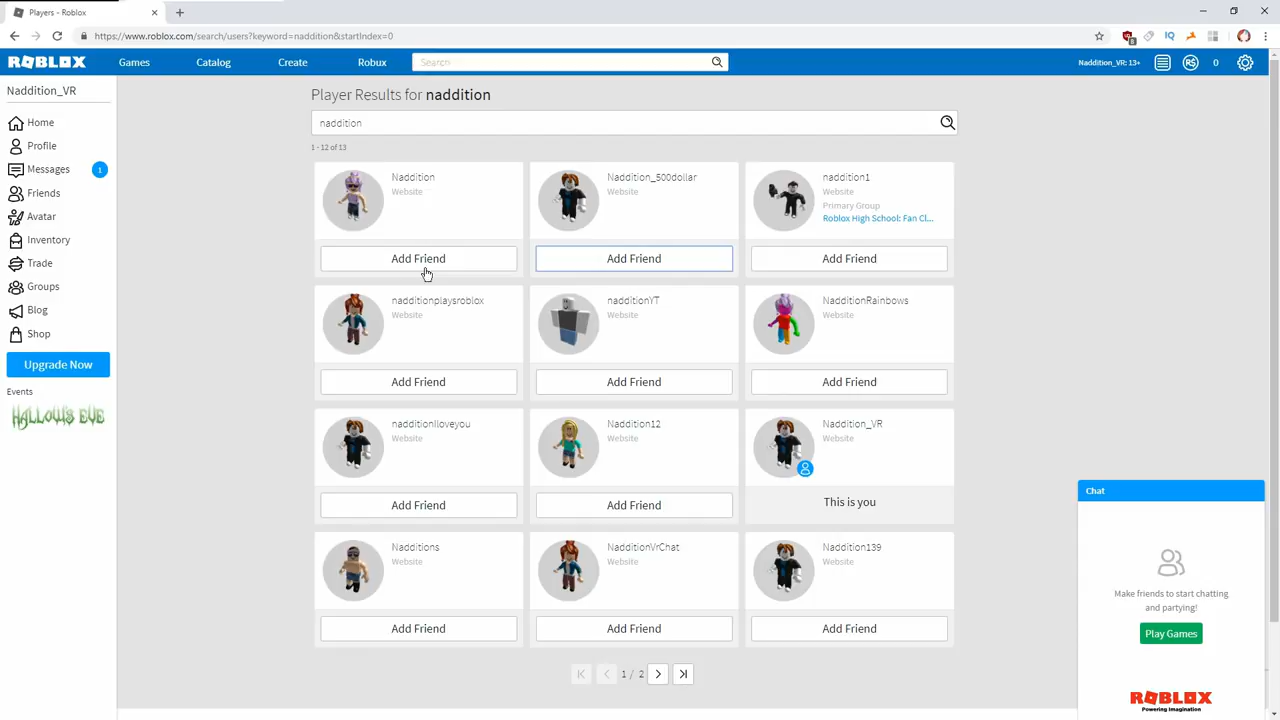 Players - Roblox
https://www.roblox.com/search/users?keyword=naddition&startIndex=0
ROBLOX Games Catalog Create Robux Search Naddition_VR: 13+ R$ 0
Naddition_VR
Home
Profile
Messages 1
Friends
Avatar
Inventory
Trade
Groups
Blog
Shop
Upgrade Now
Events
HALLOW'S EVE
Player Results for naddition
naddition
1 - 12 of 13
Naddition
Website
Add Friend
Naddition_500dollar
Website
Add Friend
naddition1
Website
Primary Group
Roblox High School: Fan Cl...
Add Friend
nadditionplaysroblox
Website
Add Friend
nadditionYT
Website
Add Friend
NadditionRainbows
Website
Add Friend
nadditionIloveyou
Website
Add Friend
Naddition12
Website
Add Friend
Naddition_VR
Website
This is you
Nadditions
Website
Add Friend
NadditionVrChat
Website
Add Friend
Naddition139
Website
Add Friend
1 / 2
Chat
Make friends to start chatting
and partying!
Play Games
ROBLOX
Powering Imagination